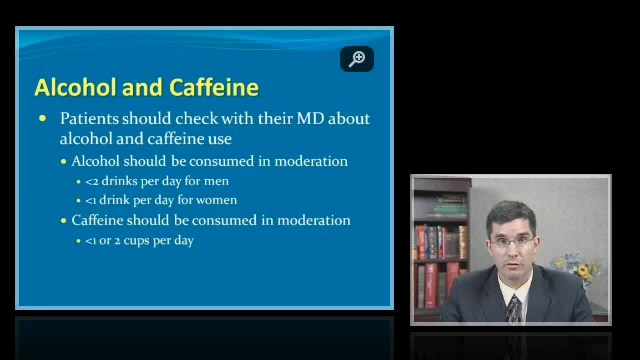 Alcohol and Caffeine
Patients should check with their MD about
alcohol and caffeine use
Alcohol should be consumed in moderation
<2 drinks per day for men
<1 drink per day for women
Caffeine should be consumed in moderation
<1 or 2 cups per day